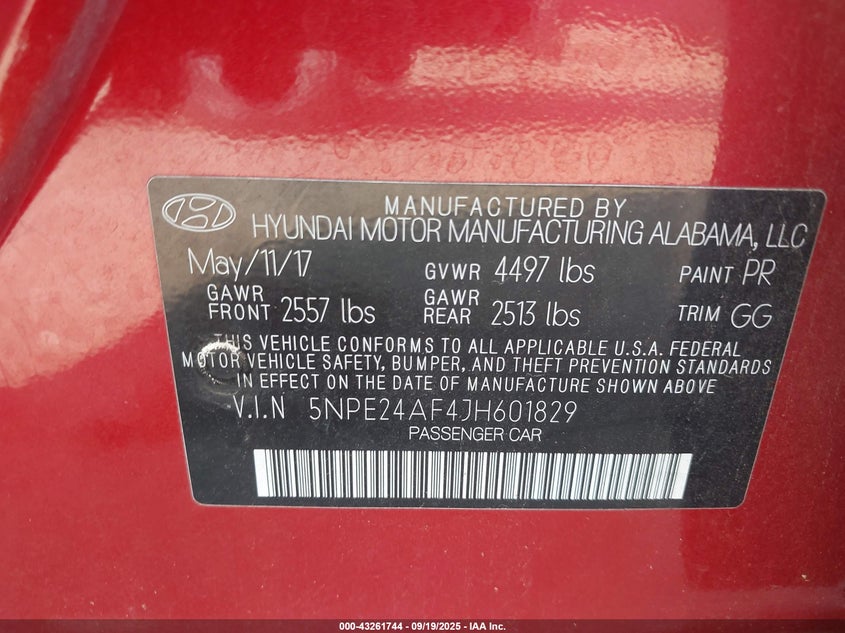 MANUFACTURED BY
HYUNDAI MOTOR MANUFACTURING ALABAMA, LLC
May/11/17 GVWR 4497 lbs PAINT PR
GAWR FRONT 2557 lbs GAWR REAR 2513 lbs TRIM GG
THIS VEHICLE CONFORMS TO ALL APPLICABLE U.S.A. FEDERAL
MOTOR VEHICLE SAFETY, BUMPER, AND THEFT PREVENTION STANDARDS
IN EFFECT ON THE DATE OF MANUFACTURE SHOWN ABOVE
V.I.N 5NPE24AF4JH601829
PASSENGER CAR
000-43261744 - 09/19/2025 - IAA Inc.